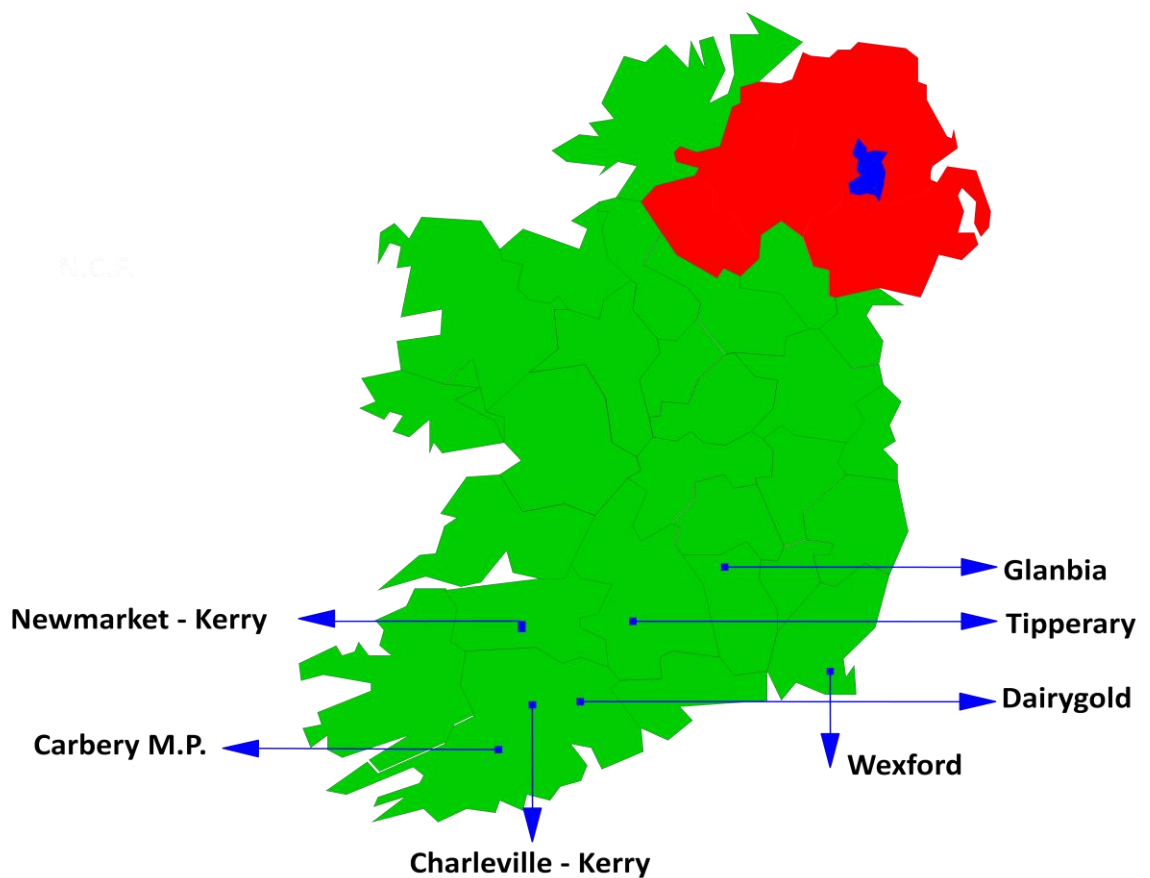 N.C.F.
Glanbia
Newmarket - Kerry
Tipperary
Dairygold
Carbery M.P.
Wexford
Charleville - Kerry